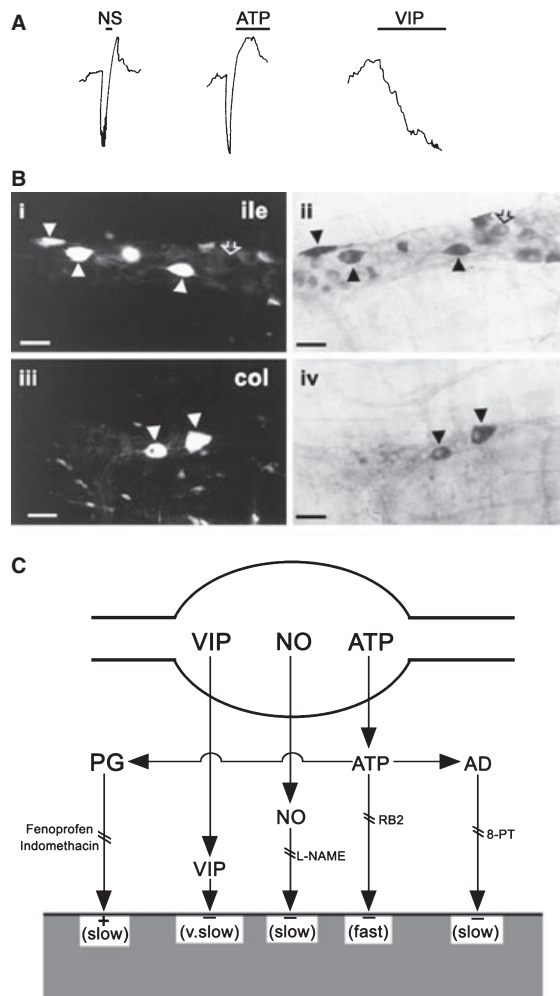 A
NS ATP VIP
B
i ile
ii
iii col
iv
C
VIP NO ATP
PG ATP AD
NO
Fenoprofen
Indomethacin
RB2
8-PT
L-NAME
VIP
+ – – – –
(slow) (v.slow) (slow) (fast) (slow)